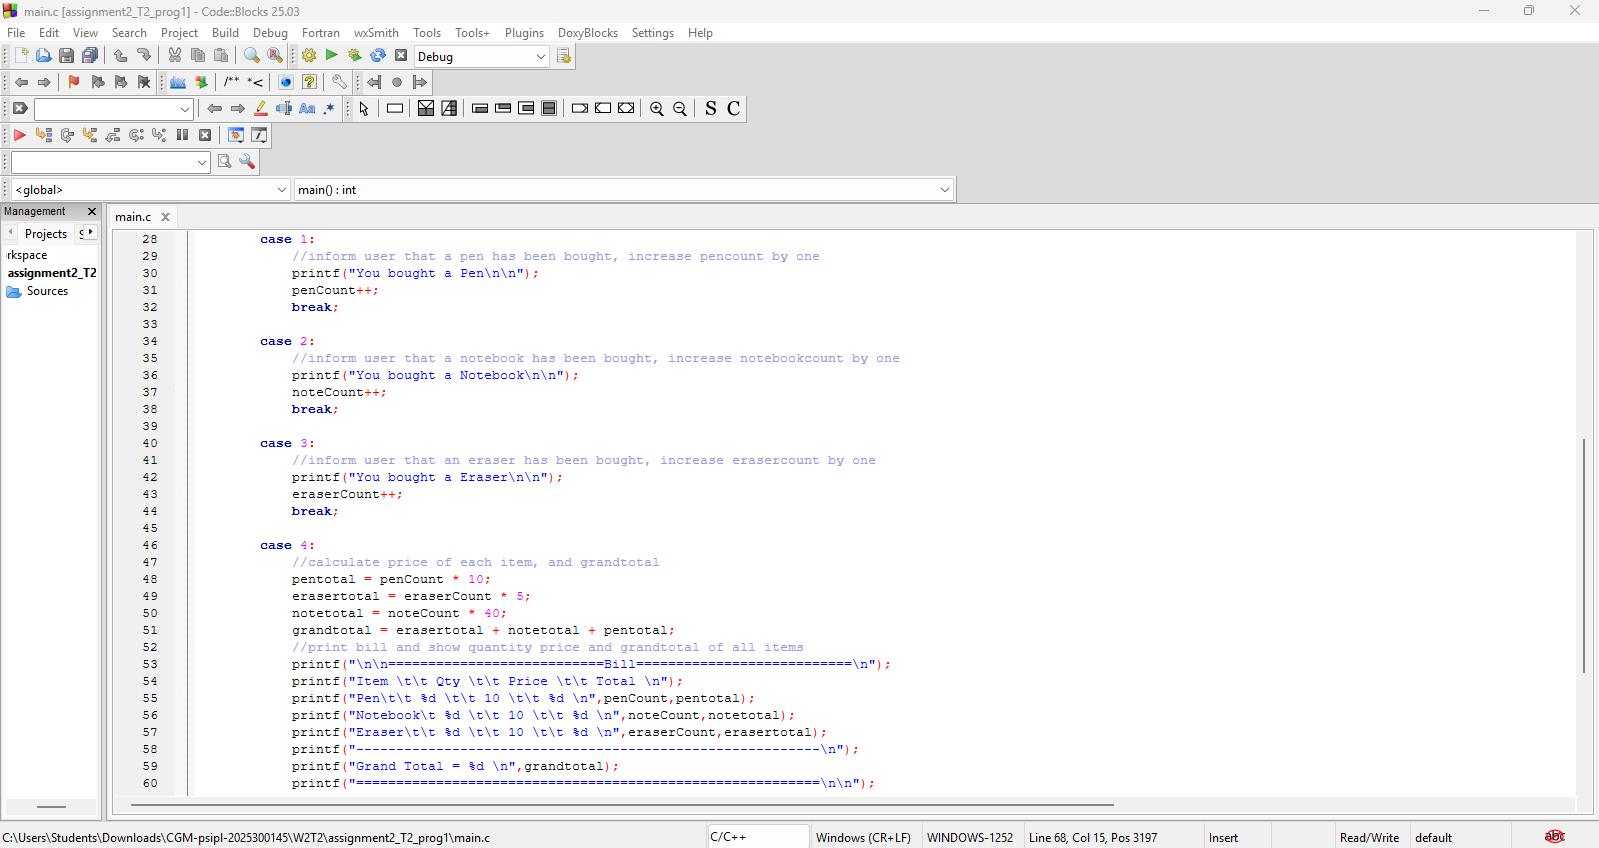 main.c [assignment2_T2_prog1] - Code::Blocks 25.03
File Edit View Search Project Build Debug Fortran wxSmith Tools Tools+ Plugins DoxyBlocks Settings Help
Debug
/** *<
Aa .*
S C
<global> main() : int
Management
Projects
main.c
rkspace
assignment2_T2
Sources
28 case 1:
29 //inform user that a pen has been bought, increase pencount by one
30 printf("You bought a Pen\n\n");
31 penCount++;
32 break;
33
34 case 2:
35 //inform user that a notebook has been bought, increase notebookcount by one
36 printf("You bought a Notebook\n\n");
37 noteCount++;
38 break;
39
40 case 3:
41 //inform user that an eraser has been bought, increase erasercount by one
42 printf("You bought a Eraser\n\n");
43 eraserCount++;
44 break;
45
46 case 4:
47 //calculate price of each item, and grandtotal
48 pentotal = penCount * 10;
49 erasertotal = eraserCount * 5;
50 notetotal = noteCount * 40;
51 grandtotal = erasertotal + notetotal + pentotal;
52 //print bill and show quantity price and grandtotal of all items
53 printf("\n\n===========================Bill===========================\n");
54 printf("Item \t\t Qty \t\t Price \t\t Total \n");
55 printf("Pen\t\t %d \t\t 10 \t\t %d \n",penCount,pentotal);
56 printf("Notebook\t %d \t\t 10 \t\t %d \n",noteCount,notetotal);
57 printf("Eraser\t\t %d \t\t 10 \t\t %d \n",eraserCount,erasertotal);
58 printf("----------------------------------------------------------\n");
59 printf("Grand Total = %d \n",grandtotal);
60 printf("==========================================================\n\n");
C:\Users\Students\Downloads\CGM-psipl-2025300145\W2T2\assignment2_T2_prog1\main.c C/C++ Windows (CR+LF) WINDOWS-1252 Line 68, Col 15, Pos 3197 Insert Read/Write default abc